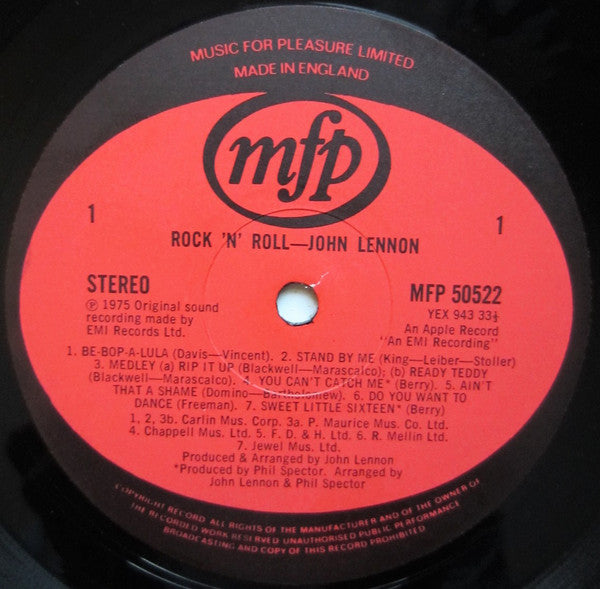 MUSIC FOR PLEASURE LIMITED
MADE IN ENGLAND
mfp
1
1
ROCK 'N' ROLL—JOHN LENNON
STEREO
MFP 50522
℗ 1975 Original sound
recording made by
EMI Records Ltd.
YEX 943 33⅓
An Apple Record
"An EMI Recording"
1. BE-BOP-A-LULA (Davis—Vincent). 2. STAND BY ME (King—Leiber—Stoller)
3. MEDLEY (a) RIP IT UP (Blackwell—Marascalco); (b) READY TEDDY
(Blackwell—Marascalco). 4. YOU CAN'T CATCH ME* (Berry). 5. AIN'T
THAT A SHAME (Domino—Bartholomew). 6. DO YOU WANT TO
DANCE (Freeman). 7. SWEET LITTLE SIXTEEN* (Berry)
1, 2, 3b. Carlin Mus. Corp. 3a. P. Maurice Mus. Co. Ltd.
4. Chappell Mus. Ltd. 5. F. D. & H. Ltd. 6. R. Mellin Ltd.
7. Jewel Mus. Ltd.
Produced & Arranged by John Lennon
*Produced by Phil Spector. Arranged by
John Lennon & Phil Spector
COPYRIGHT RECORD. ALL RIGHTS OF THE MANUFACTURER AND OF THE OWNER OF
THE RECORDED WORK RESERVED UNAUTHORISED PUBLIC PERFORMANCE
BROADCASTING AND COPY OF THIS RECORD PROHIBITED